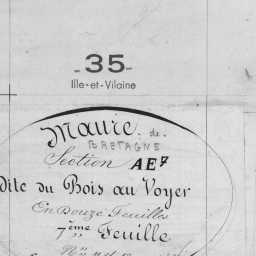 35
Ille-et-Vilaine
Maure de
BRETAGNE
Section AE7
Dite du Bois au Voyer
En Douze Feuilles
7ème Feuille